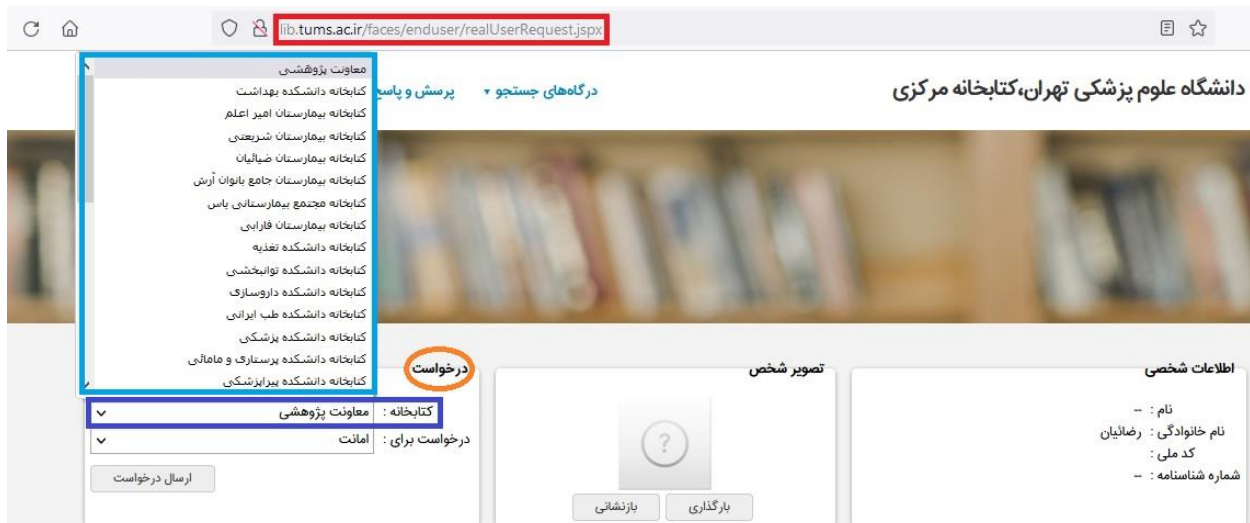 lib.tums.ac.ir/faces/enduser/realUserRequest.jspx
دانشگاه علوم پزشکی تهران،کتابخانه مرکزی
درگاه‌های جستجو
پرسش و پاسخ
معاونت پژوهشی
کتابخانه دانشکده بهداشت
کتابخانه بیمارستان امیر اعلم
کتابخانه بیمارستان شریعتی
کتابخانه بیمارستان ضیائیان
کتابخانه بیمارستان جامع بانوان آرش
کتابخانه مجتمع بیمارستانی یاس
کتابخانه بیمارستان فارابی
کتابخانه دانشکده تغذیه
کتابخانه دانشکده توانبخشی
کتابخانه دانشکده داروسازی
کتابخانه دانشکده طب ایرانی
کتابخانه دانشکده پزشکی
کتابخانه دانشکده پرستاری و مامائی
کتابخانه دانشکده پیراپزشکی
اطلاعات شخصی
نام : --
نام خانوادگی : رضائیان
کد ملی :
شماره شناسنامه : --
تصویر شخص
بارگذاری
بازنشانی
درخواست
کتابخانه : معاونت پژوهشی
درخواست برای : امانت
ارسال درخواست